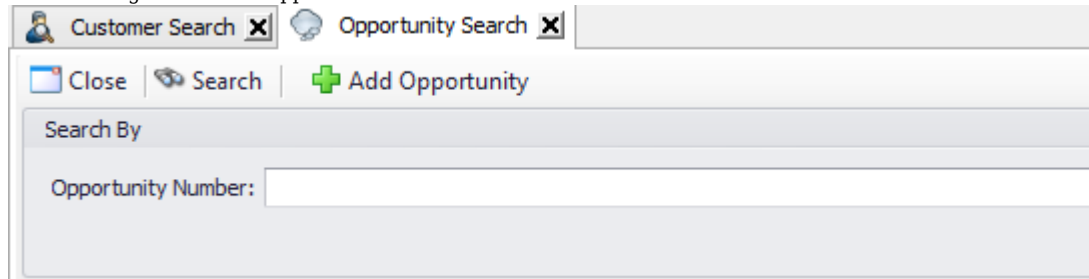 Customer Search Opportunity Search
Close Search Add Opportunity
Search By
Opportunity Number: